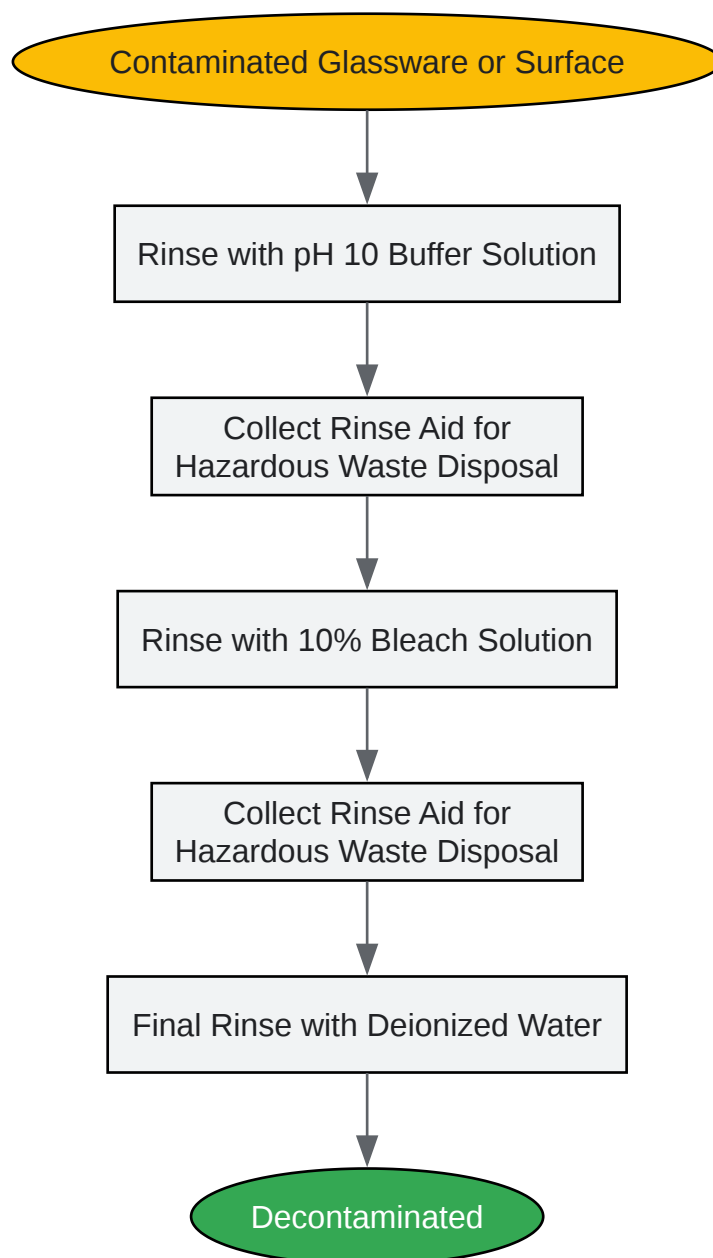 Contaminated Glassware or Surface
Rinse with pH 10 Buffer Solution
Collect Rinse Aid for
Hazardous Waste Disposal
Rinse with 10% Bleach Solution
Collect Rinse Aid for
Hazardous Waste Disposal
Final Rinse with Deionized Water
Decontaminated